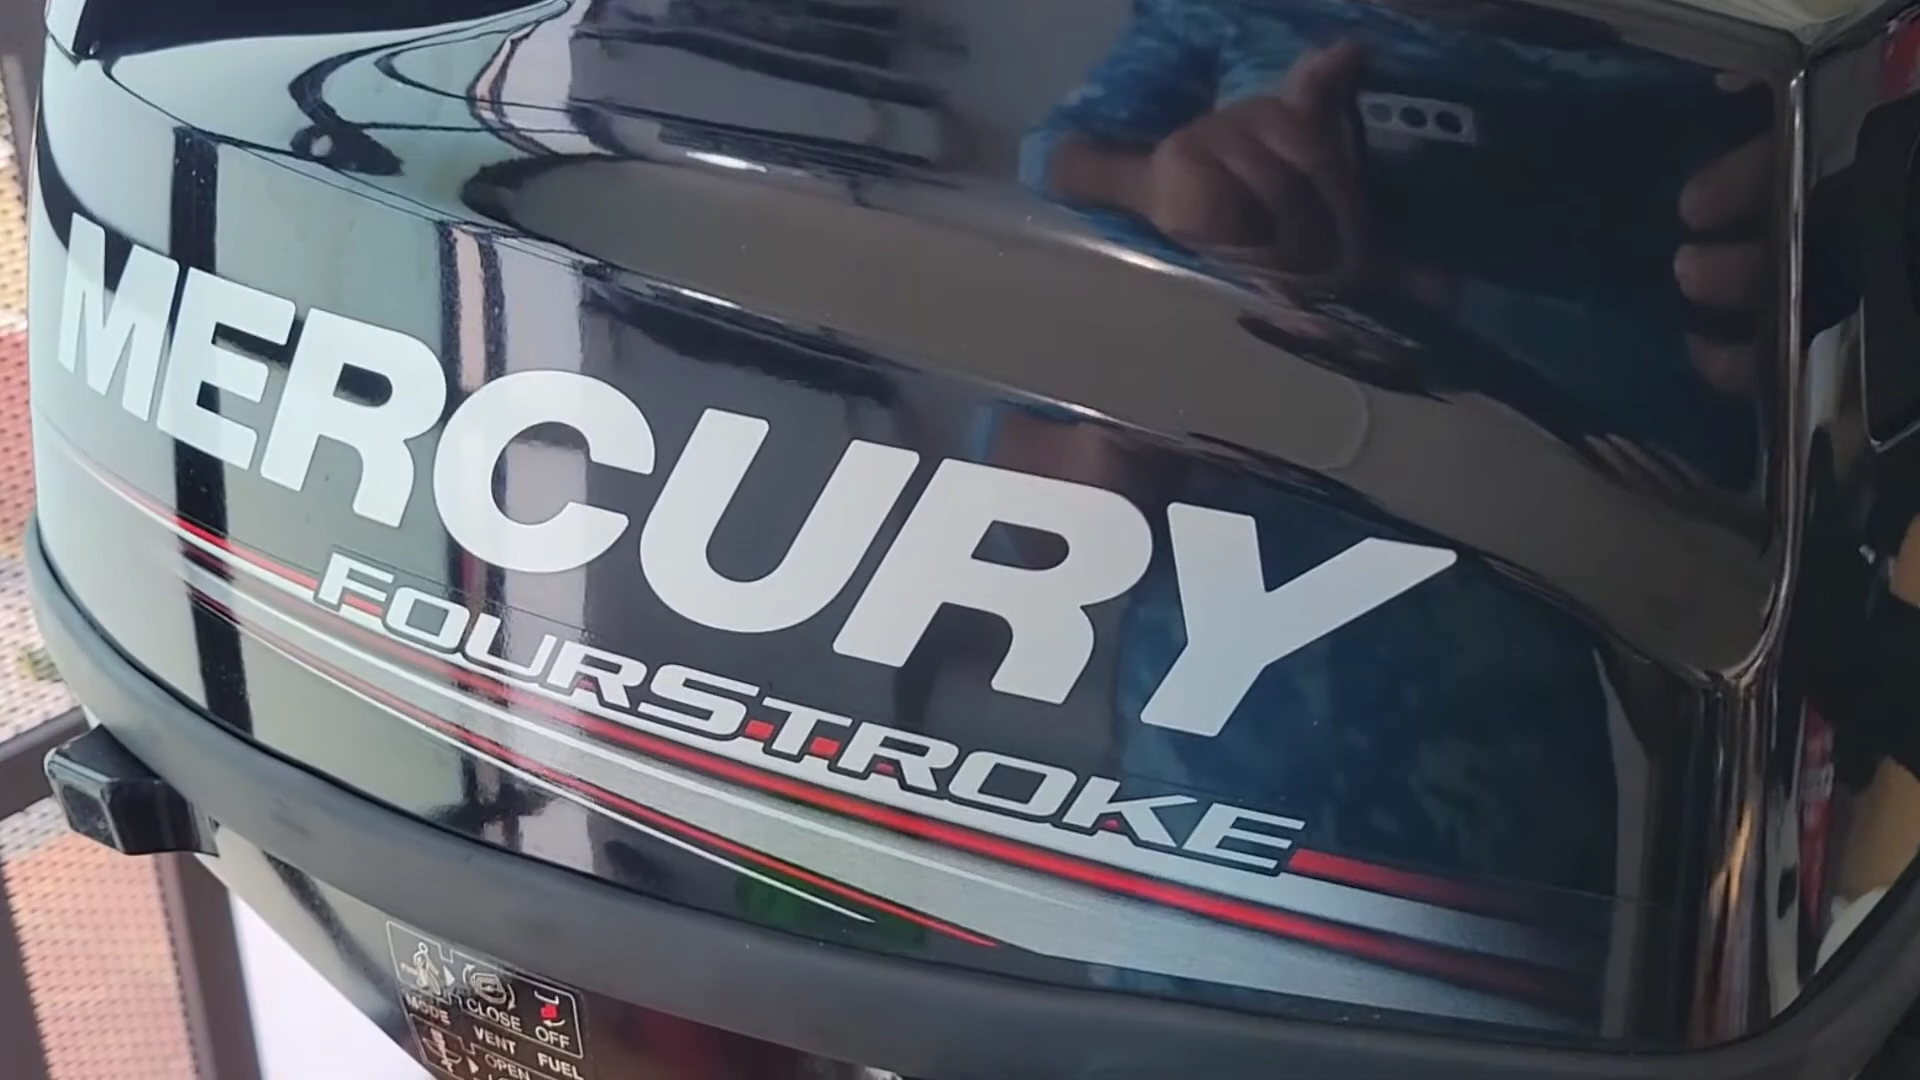 MERCURY
FOURSTROKE
MODE CLOSE OFF
VENT FUEL
OPEN